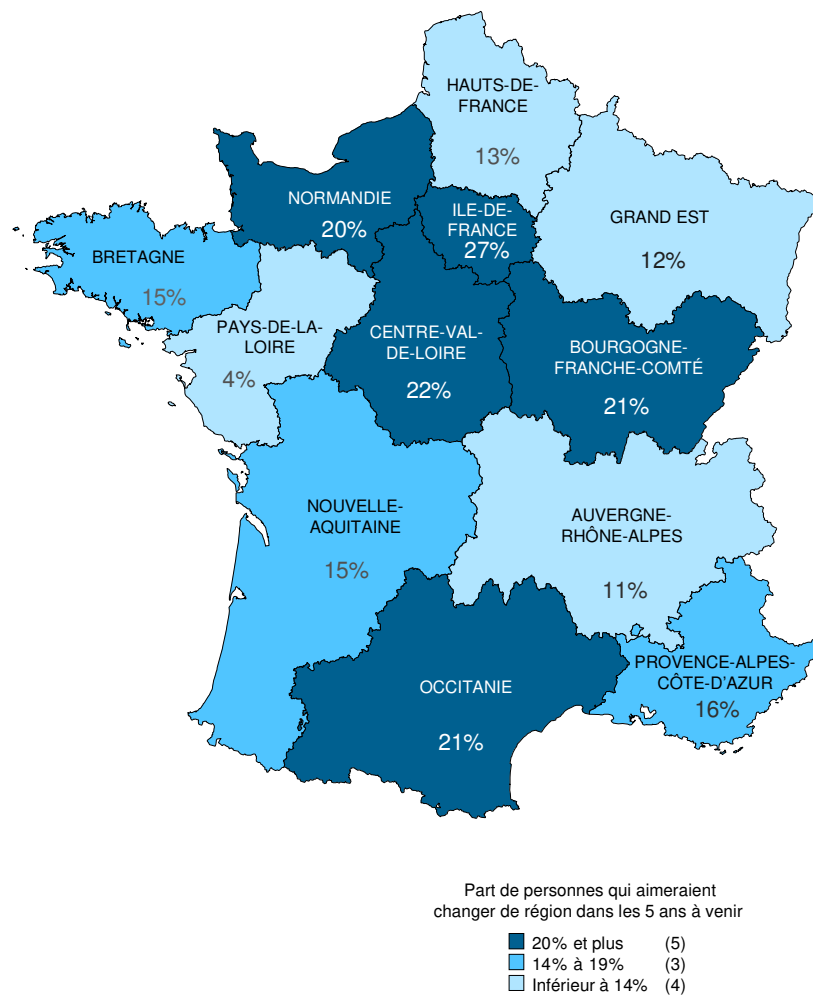 HAUTS-DE-
FRANCE
13%
NORMANDIE
20%
ILE-DE-
FRANCE
27%
GRAND EST
12%
BRETAGNE
15%
PAYS-DE-LA-
LOIRE
4%
CENTRE-VAL-
DE-LOIRE
22%
BOURGOGNE-
FRANCHE-COMTÉ
21%
NOUVELLE-
AQUITAINE
15%
AUVERGNE-
RHÔNE-ALPES
11%
PROVENCE-ALPES-
CÔTE-D'AZUR
16%
OCCITANIE
21%
Part de personnes qui aimeraient
changer de région dans les 5 ans à venir
20% et plus (5)
14% à 19% (3)
Inférieur à 14% (4)